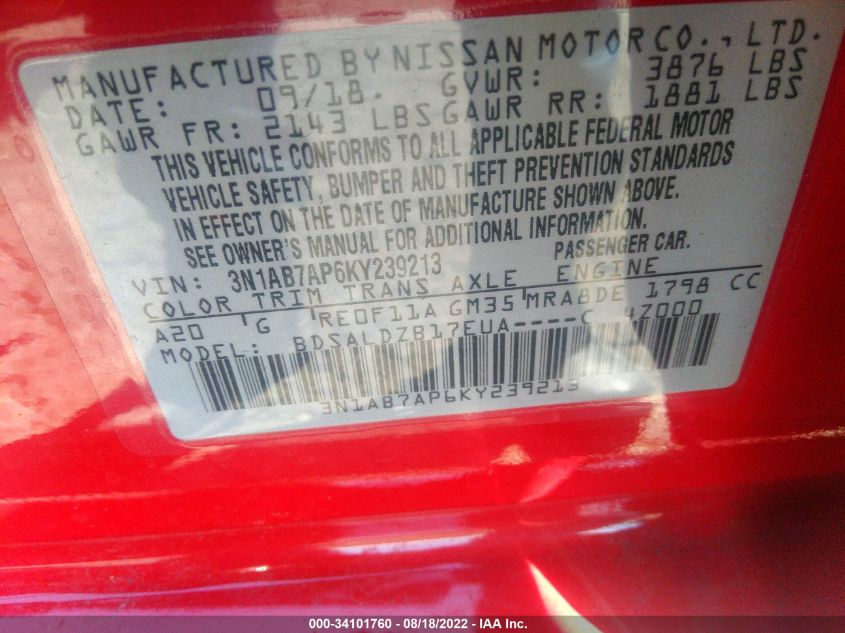 MANUFACTURED BY NISSAN MOTOR CO., LTD.
DATE: 09/18. GVWR: 3876 LBS
GAWR FR: 2143 LBS GAWR RR: 1881 LBS
THIS VEHICLE CONFORMS TO ALL APPLICABLE FEDERAL MOTOR
VEHICLE SAFETY, BUMPER AND THEFT PREVENTION STANDARDS
IN EFFECT ON THE DATE OF MANUFACTURE SHOWN ABOVE.
SEE OWNER'S MANUAL FOR ADDITIONAL INFORMATION.
VIN: 3N1AB7AP6KY239213 PASSENGER CAR.
COLOR TRIM TRANS AXLE ENGINE
A20 G RE0F11A GM35 MRA8DE 1798 CC
MODEL: BDSALDZB17EUA----C 4Z000
3N1AB7AP6KY239213
000-34101760 - 08/18/2022 - IAA Inc.